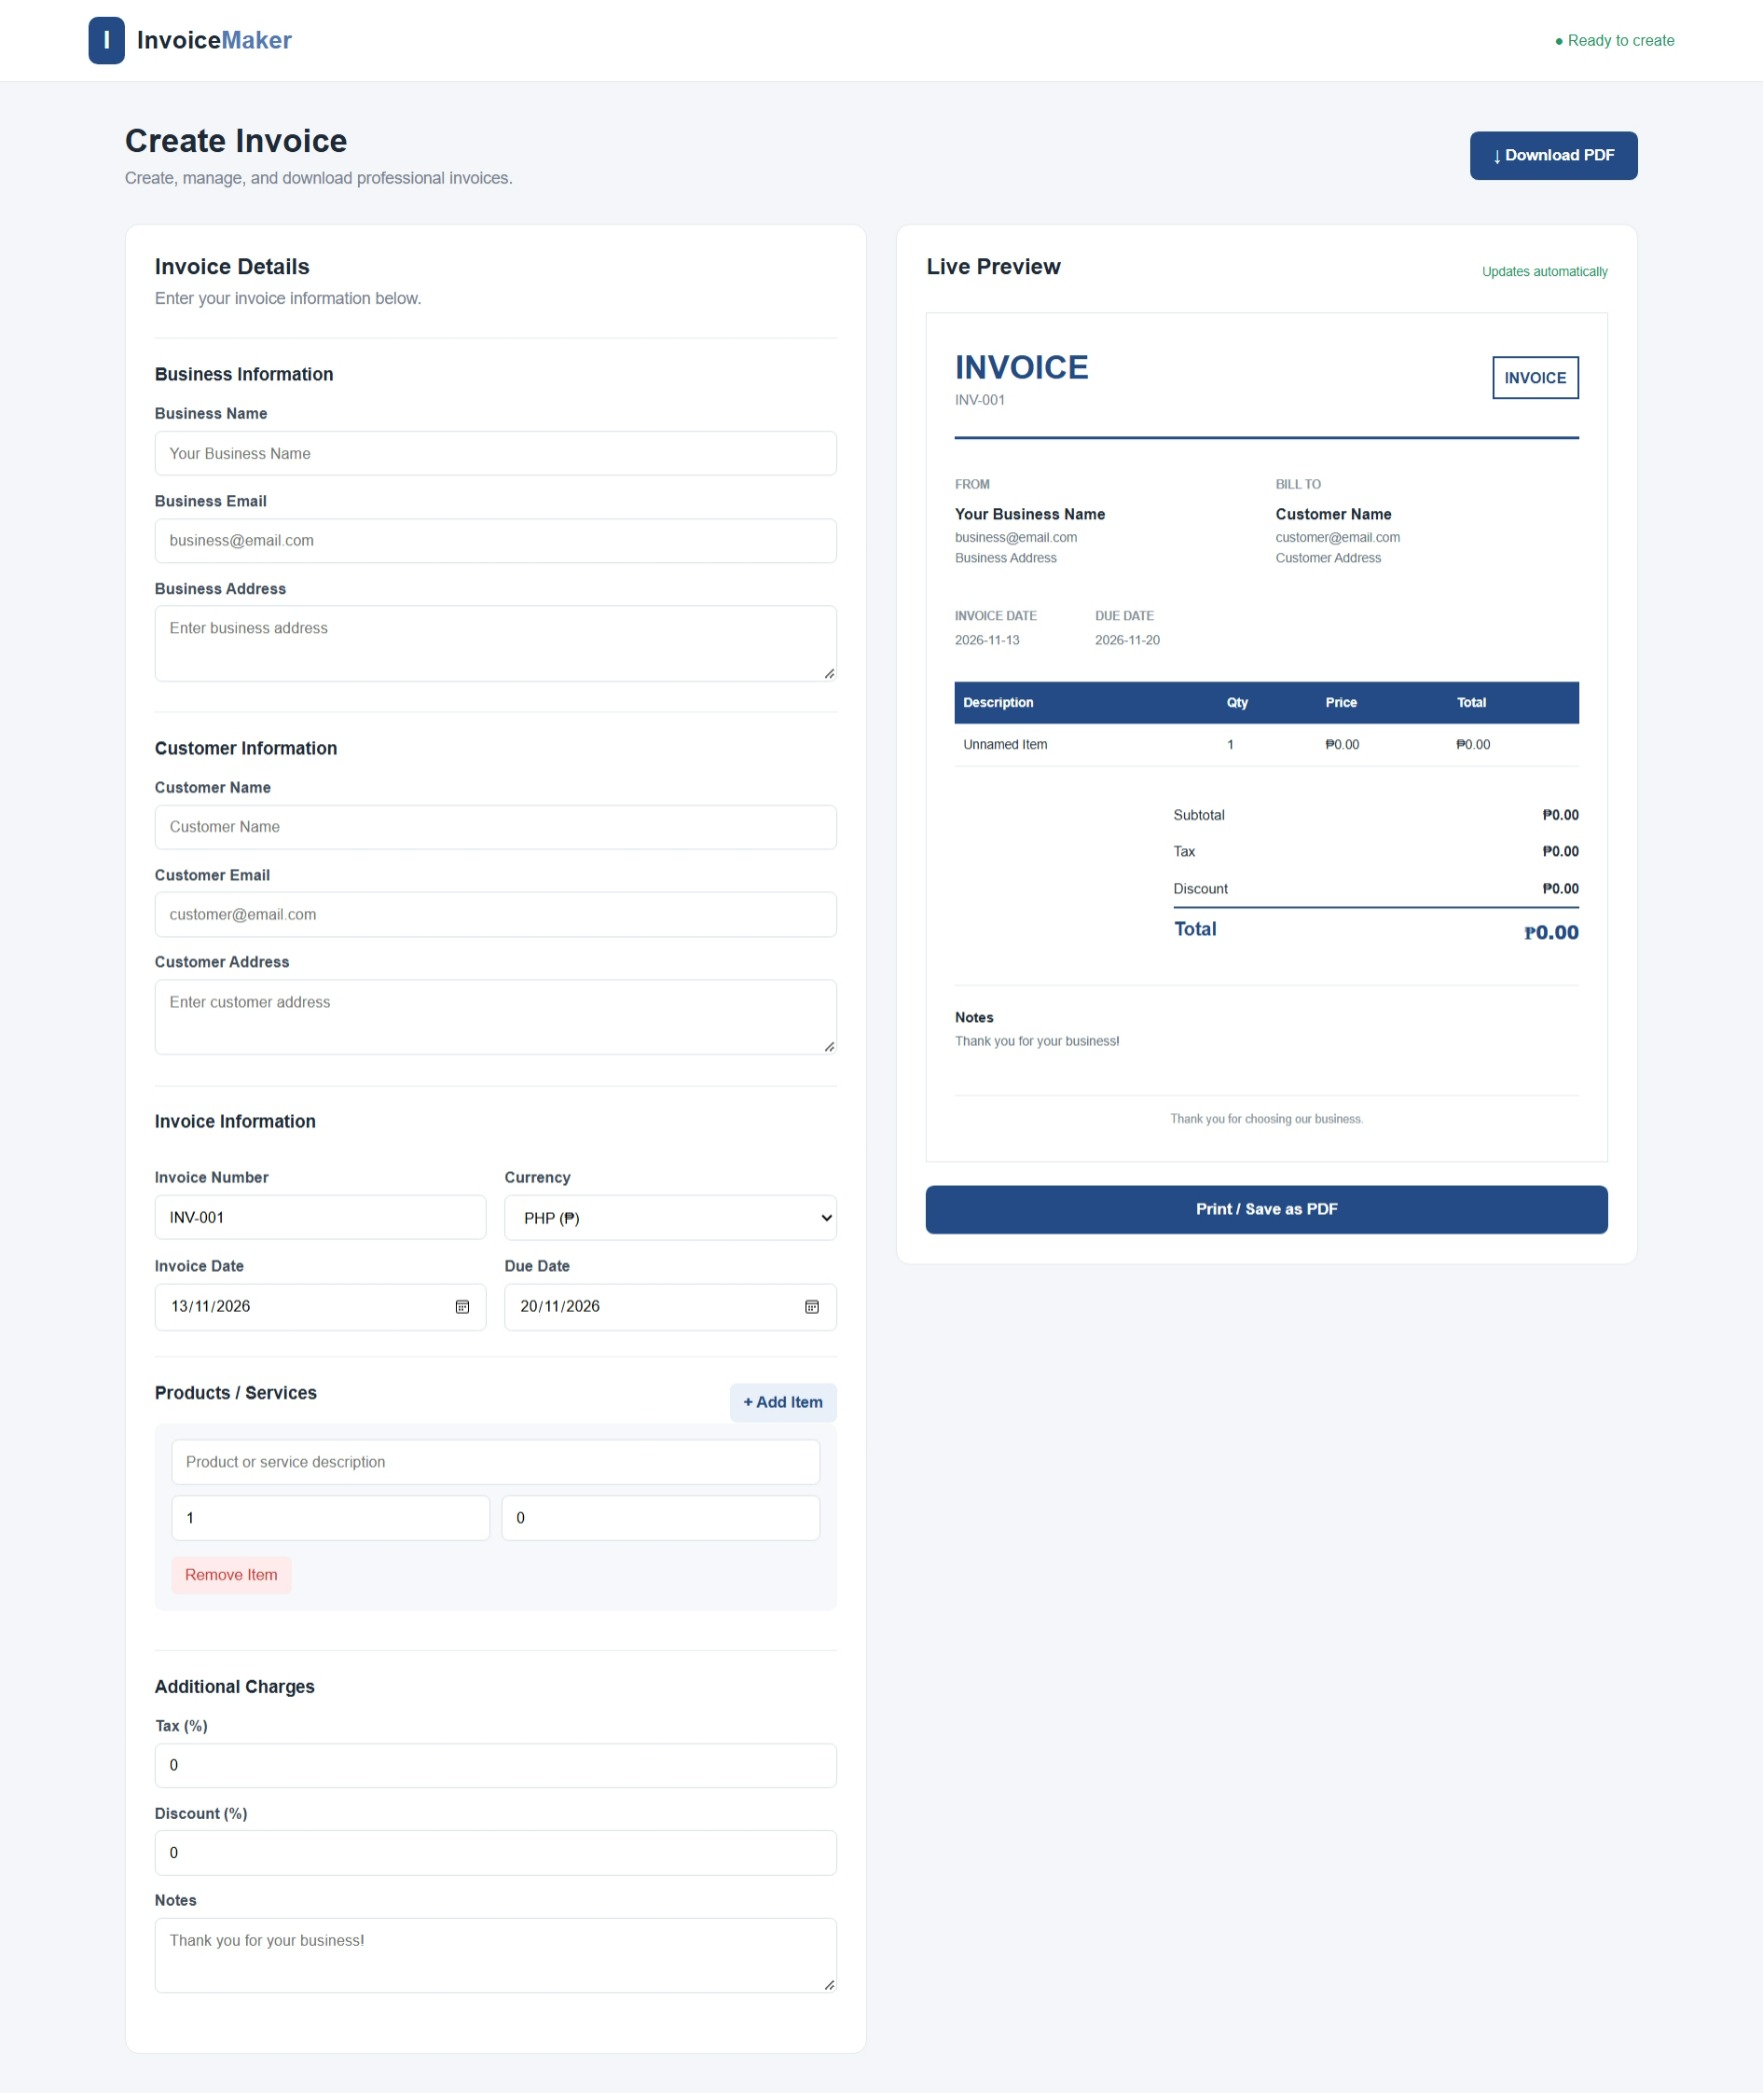 I InvoiceMaker
● Ready to create
Create Invoice
Create, manage, and download professional invoices.
↓ Download PDF
Invoice Details
Enter your invoice information below.
Business Information
Business Name
Your Business Name
Business Email
business@email.com
Business Address
Enter business address
Customer Information
Customer Name
Customer Name
Customer Email
customer@email.com
Customer Address
Enter customer address
Invoice Information
Invoice Number
Currency
INV-001
PHP (₱)
Invoice Date
Due Date
13/11/2026
20/11/2026
Products / Services
+ Add Item
Product or service description
1
0
Remove Item
Additional Charges
Tax (%)
0
Discount (%)
0
Notes
Thank you for your business!
Live Preview
Updates automatically
INVOICE
INV-001
INVOICE
FROM
Your Business Name
business@email.com
Business Address
BILL TO
Customer Name
customer@email.com
Customer Address
INVOICE DATE
2026-11-13
DUE DATE
2026-11-20
Description Qty Price Total
Unnamed Item 1 ₱0.00 ₱0.00
Subtotal ₱0.00
Tax ₱0.00
Discount ₱0.00
Total ₱0.00
Notes
Thank you for your business!
Thank you for choosing our business.
Print / Save as PDF